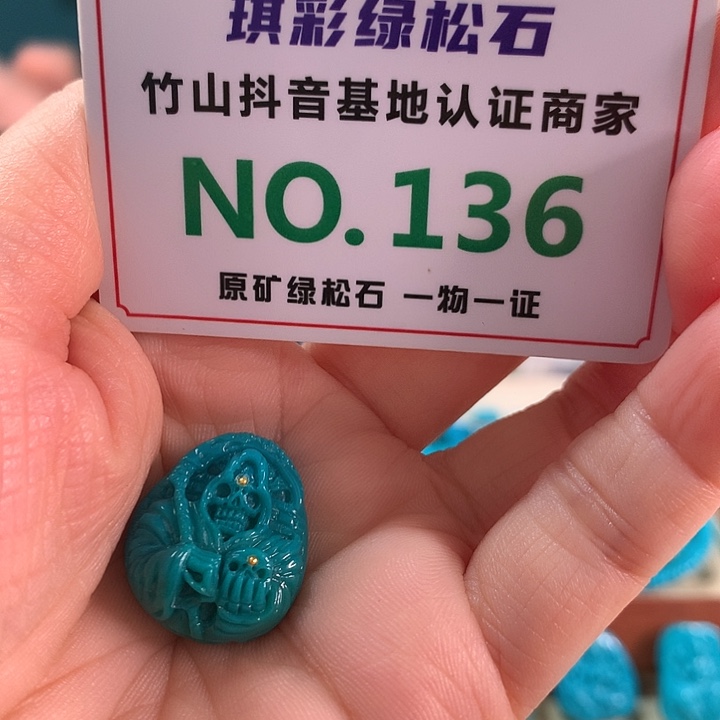 琪彩绿松石
竹山抖音基地认证商家
NO.136
原矿绿松石 一物一证